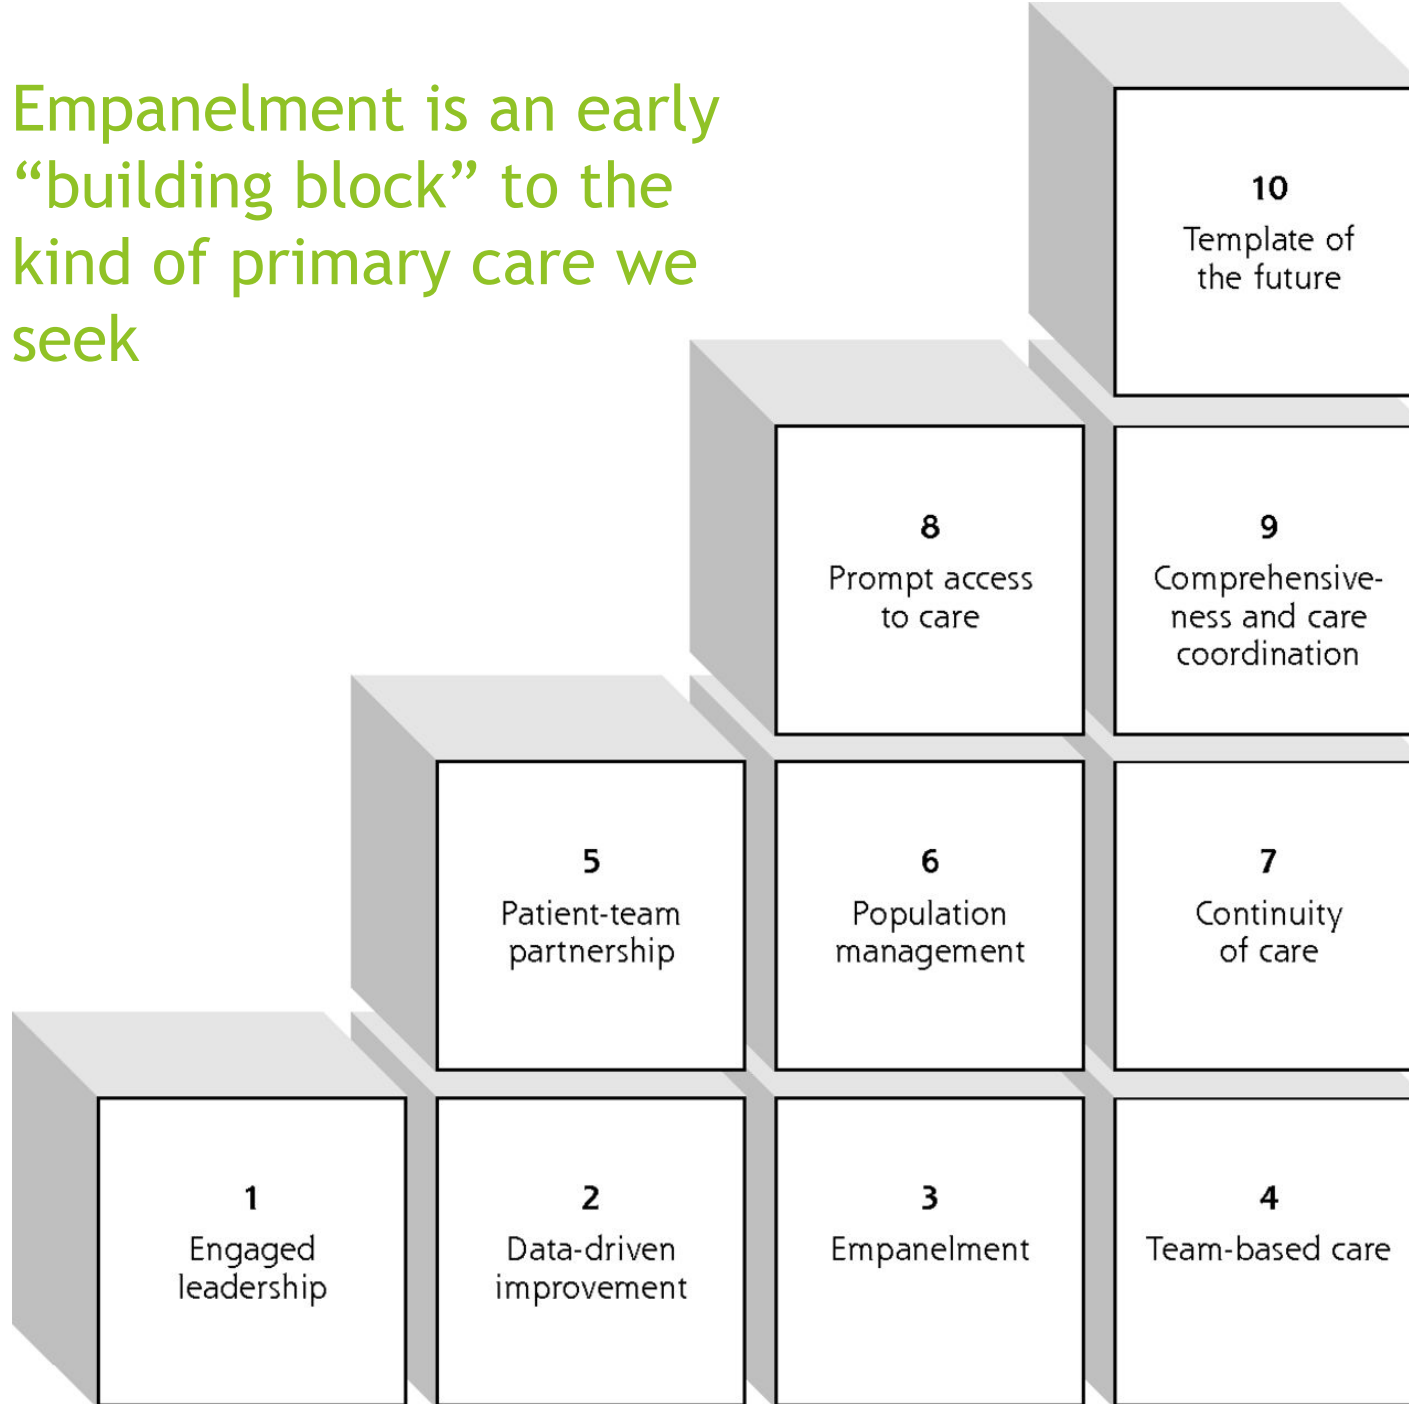 Empanelment is an early
“building block” to the
kind of primary care we
seek
10
Template of
the future
8
Prompt access
to care
9
Comprehensive-
ness and care
coordination
5
Patient-team
partnership
6
Population
management
7
Continuity
of care
1
Engaged
leadership
2
Data-driven
improvement
3
Empanelment
4
Team-based care